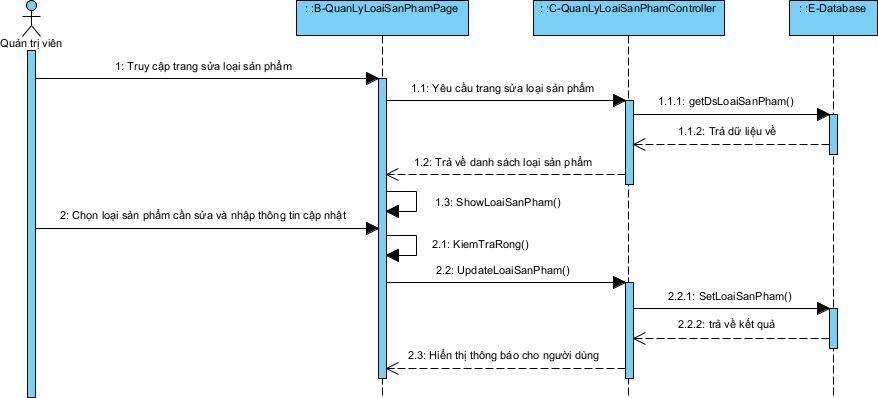 : :B-QuanLyLoaiSanPhamPage
: :C-QuanLyLoaiSanPhamController
: :E-Database
Quản trị viên
1: Truy cập trang sửa loại sản phẩm
1.1: Yêu cầu trang sửa loại sản phẩm
1.1.1: getDsLoaiSanPham()
1.1.2: Trả dữ liệu về
1.2: Trả về danh sách loại sản phẩm
1.3: ShowLoaiSanPham()
2: Chọn loại sản phẩm cần sửa và nhập thông tin cập nhật
2.1: KiemTraRong()
2.2: UpdateLoaiSanPham()
2.2.1: SetLoaiSanPham()
2.2.2: trả về kết quả
2.3: Hiển thị thông báo cho người dùng